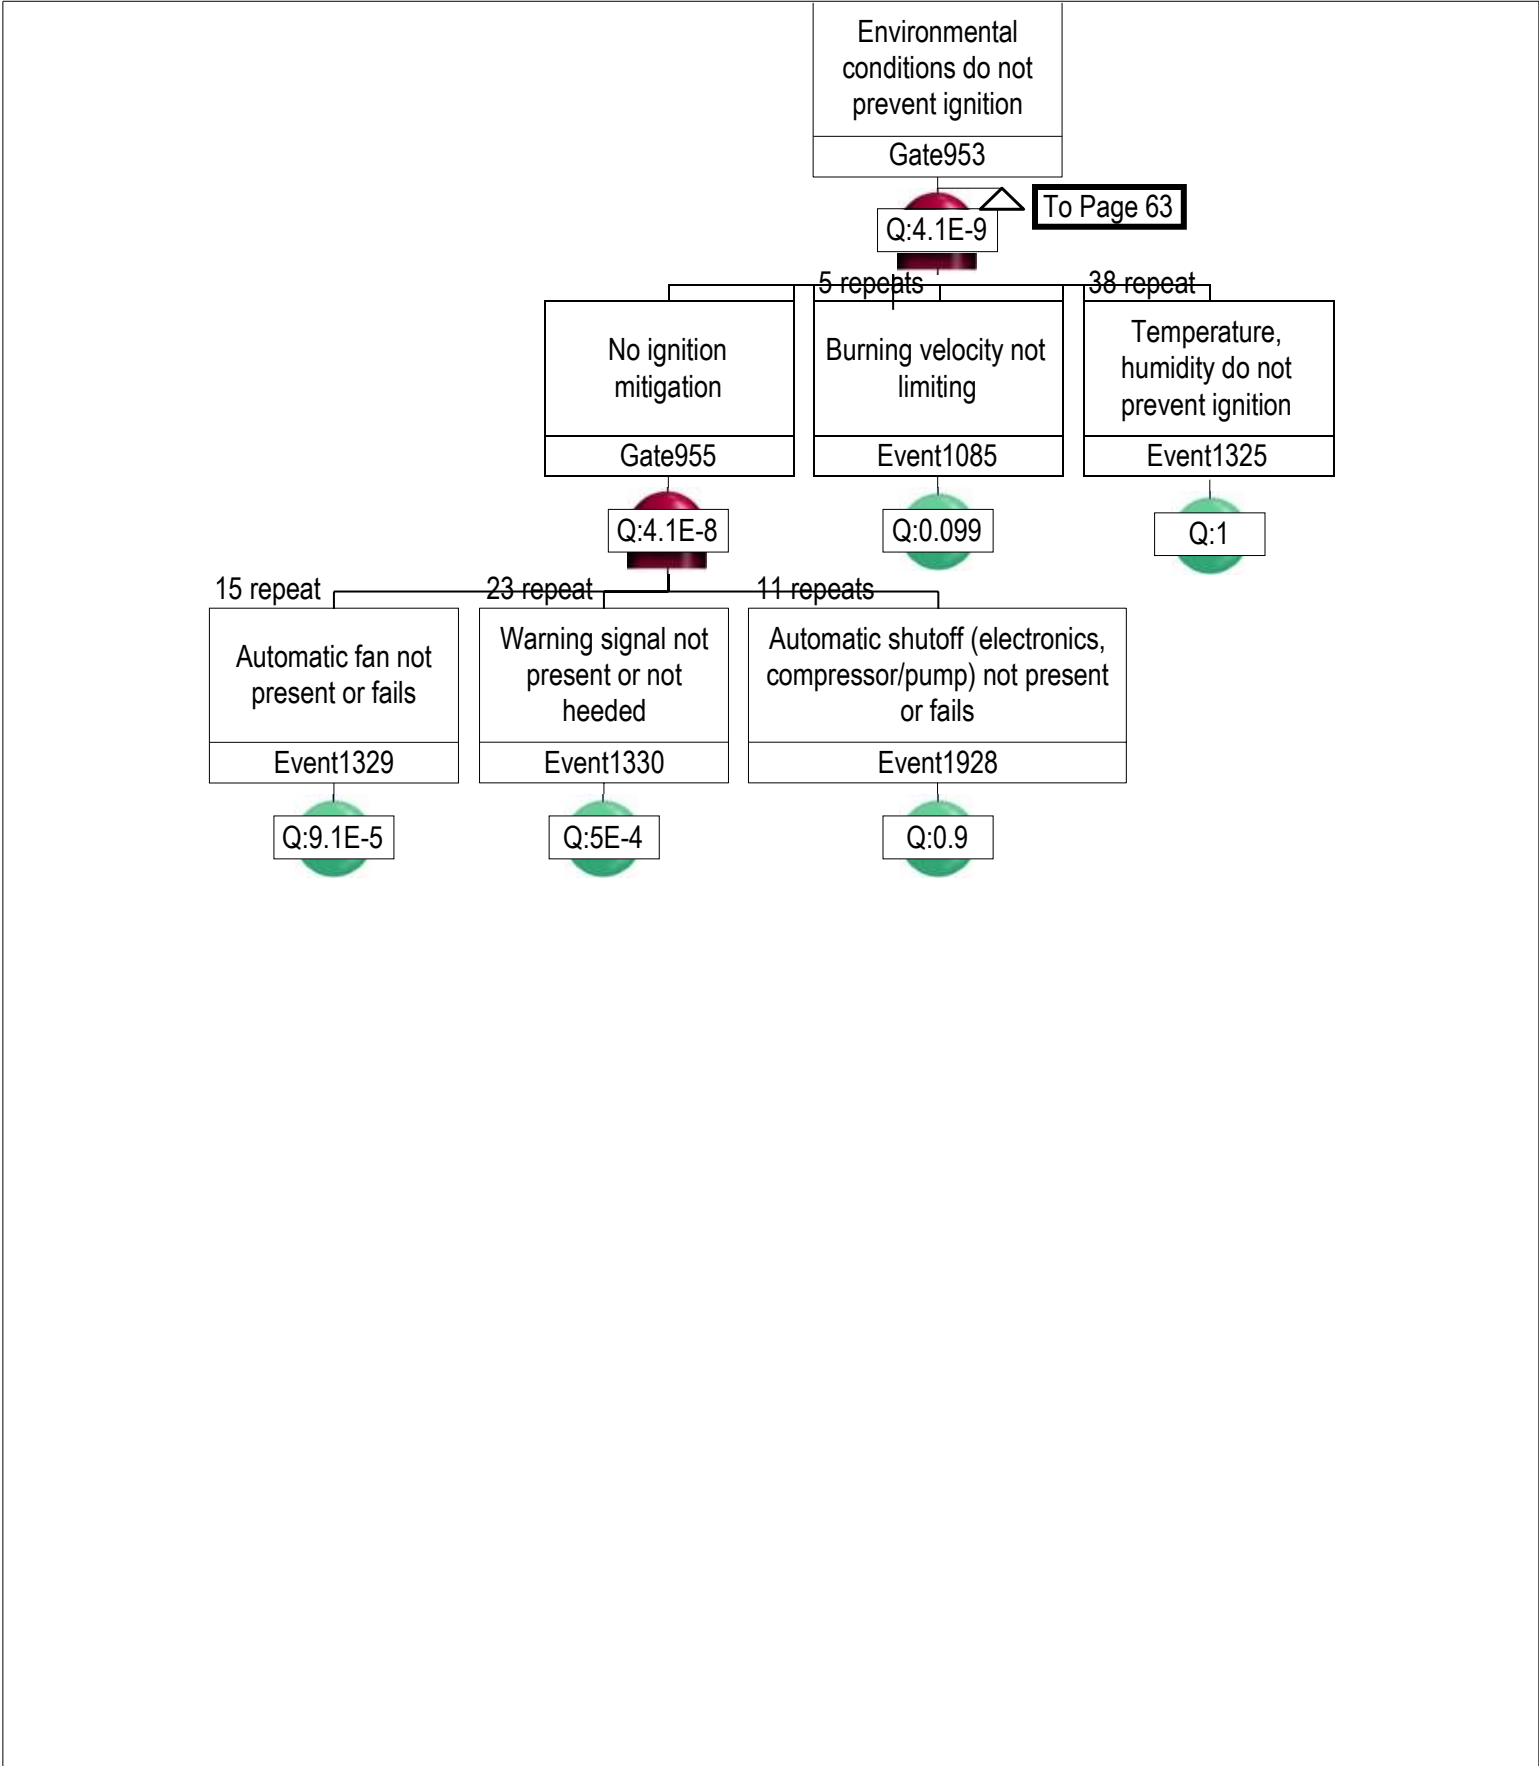 Environmental
conditions do not
prevent ignition
Gate953
To Page 63
Q:4.1E-9
5 repeats
38 repeat
No ignition
mitigation
Gate955
Q:4.1E-8
Burning velocity not
limiting
Event1085
Q:0.099
Temperature,
humidity do not
prevent ignition
Event1325
Q:1
15 repeat
23 repeat
11 repeats
Automatic fan not
present or fails
Event1329
Q:9.1E-5
Warning signal not
present or not
heeded
Event1330
Q:5E-4
Automatic shutoff (electronics,
compressor/pump) not present
or fails
Event1928
Q:0.9